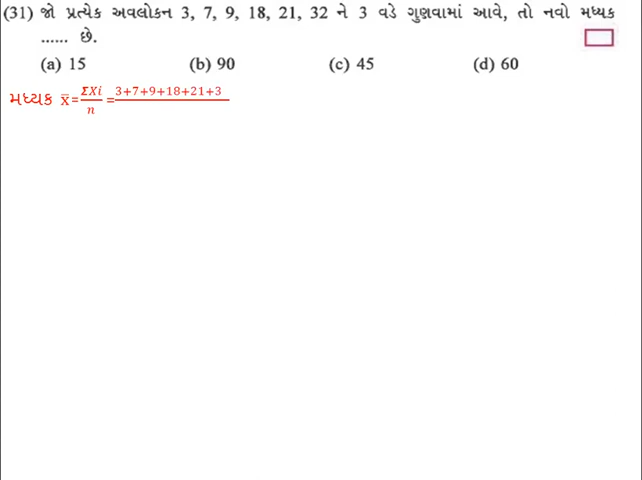 (31) જો પ્રત્યેક અવલોકન 3, 7, 9, 18, 21, 32 ને 3 વડે ગુણવામાં આવે, તો નવો મધ્યક
...... છે.
(a) 15 (b) 90 (c) 45 (d) 60
મધ્યક x̅=ΣXi/n=3+7+9+18+21+3